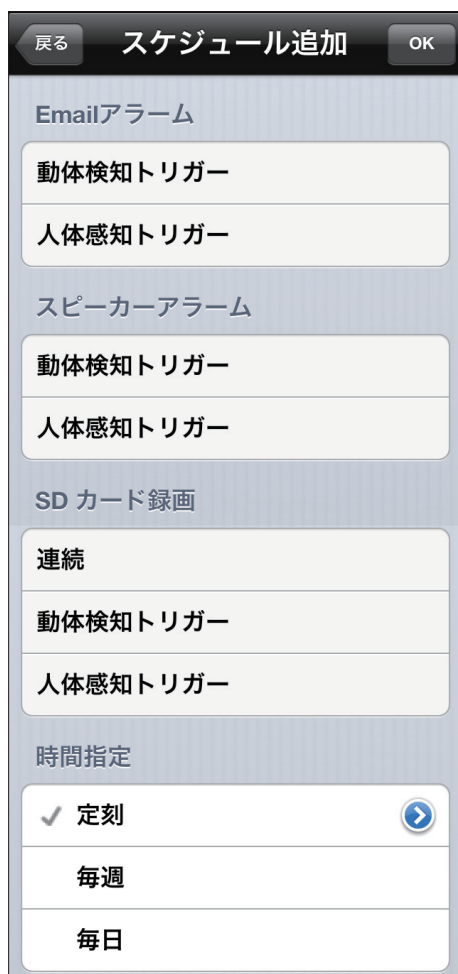 戻る
スケジュール追加
OK
Emailアラーム
動体検知トリガー
人体感知トリガー
スピーカーアラーム
動体検知トリガー
人体感知トリガー
SD カード録画
連続
動体検知トリガー
人体感知トリガー
時間指定
定刻
毎週
毎日